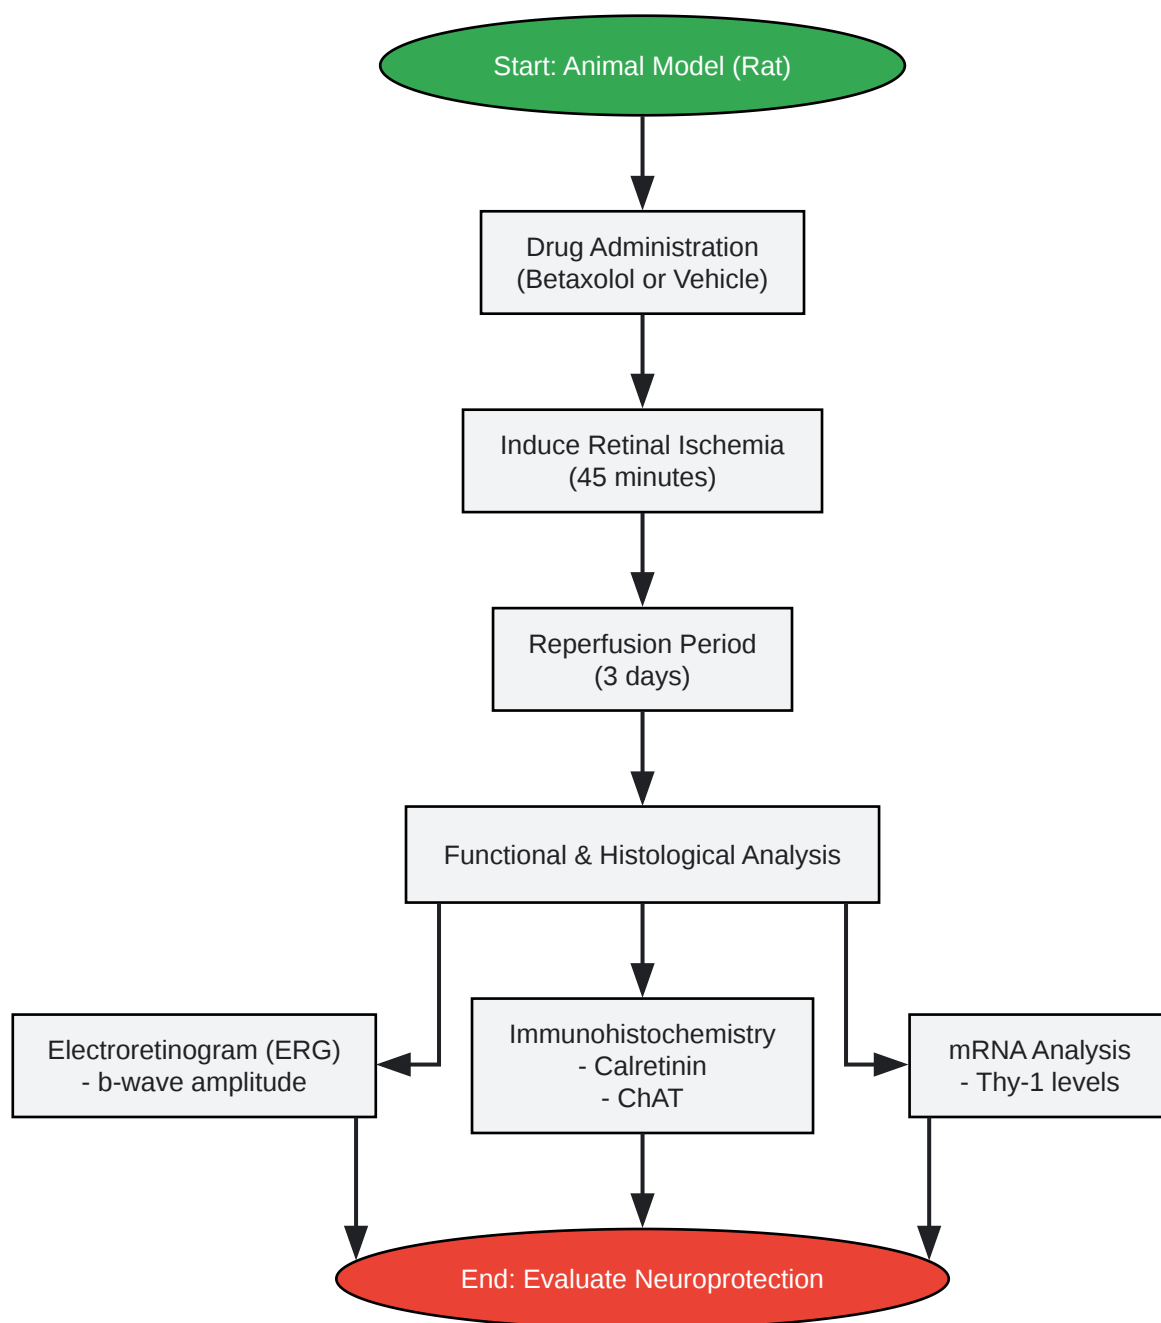 Start: Animal Model (Rat)
Drug Administration
(Betaxolol or Vehicle)
Induce Retinal Ischemia
(45 minutes)
Reperfusion Period
(3 days)
Functional & Histological Analysis
Electroretinogram (ERG)
- b-wave amplitude
Immunohistochemistry
- Calretinin
- ChAT
mRNA Analysis
- Thy-1 levels
End: Evaluate Neuroprotection